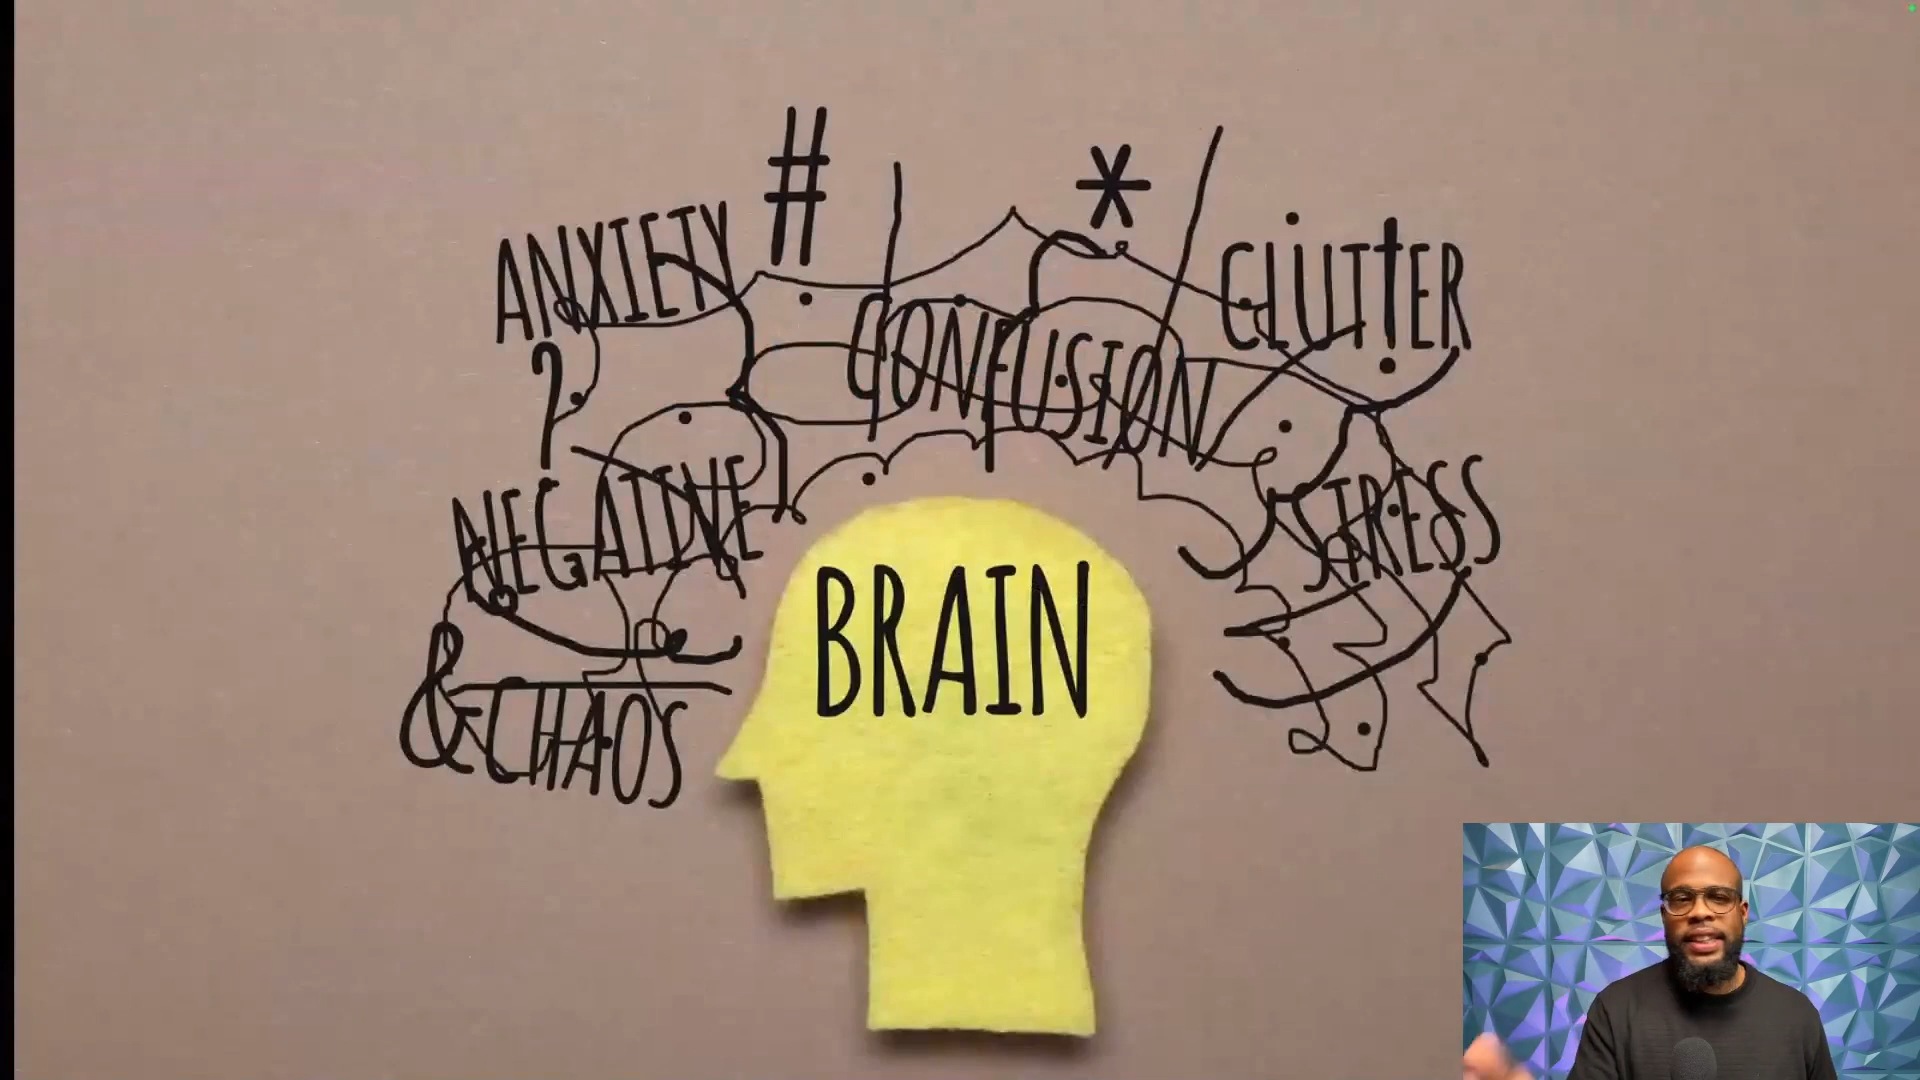 #
*
ANXIETY
CLUTTER
CONFUSION
?
NEGATIVE
STRESS
BRAIN
&
CHAOS